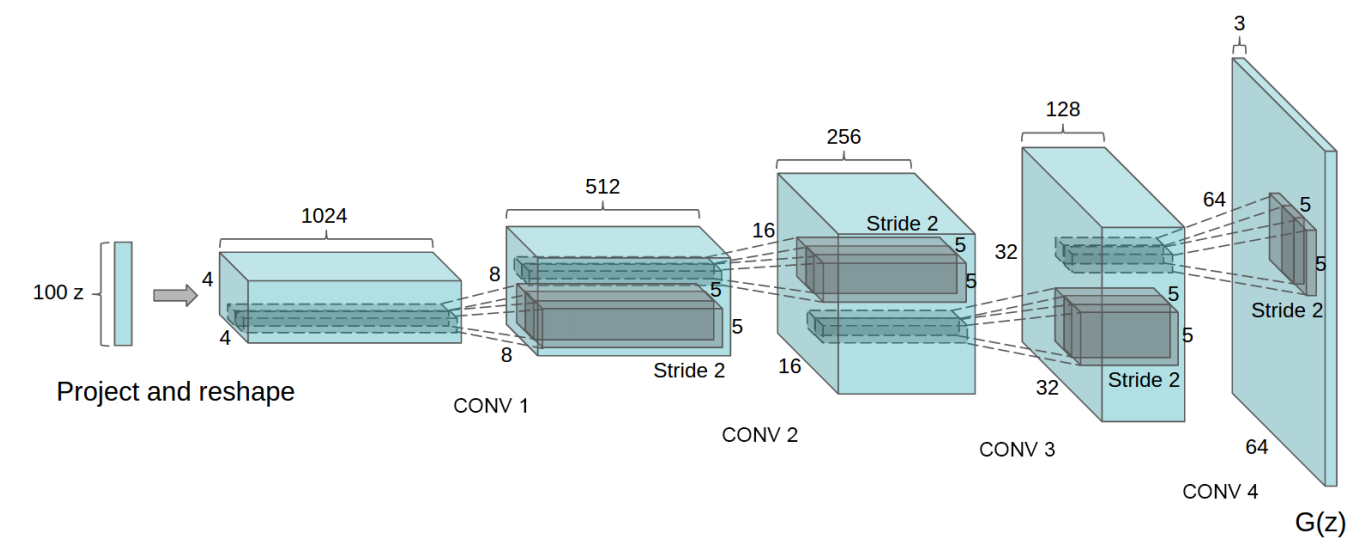 100 z
Project and reshape
1024
4
4
CONV 1
512
8
8
5
5
Stride 2
CONV 2
256
16
16
Stride 2
5
5
CONV 3
128
32
32
5
5
Stride 2
CONV 4
3
64
64
5
5
Stride 2
G(z)